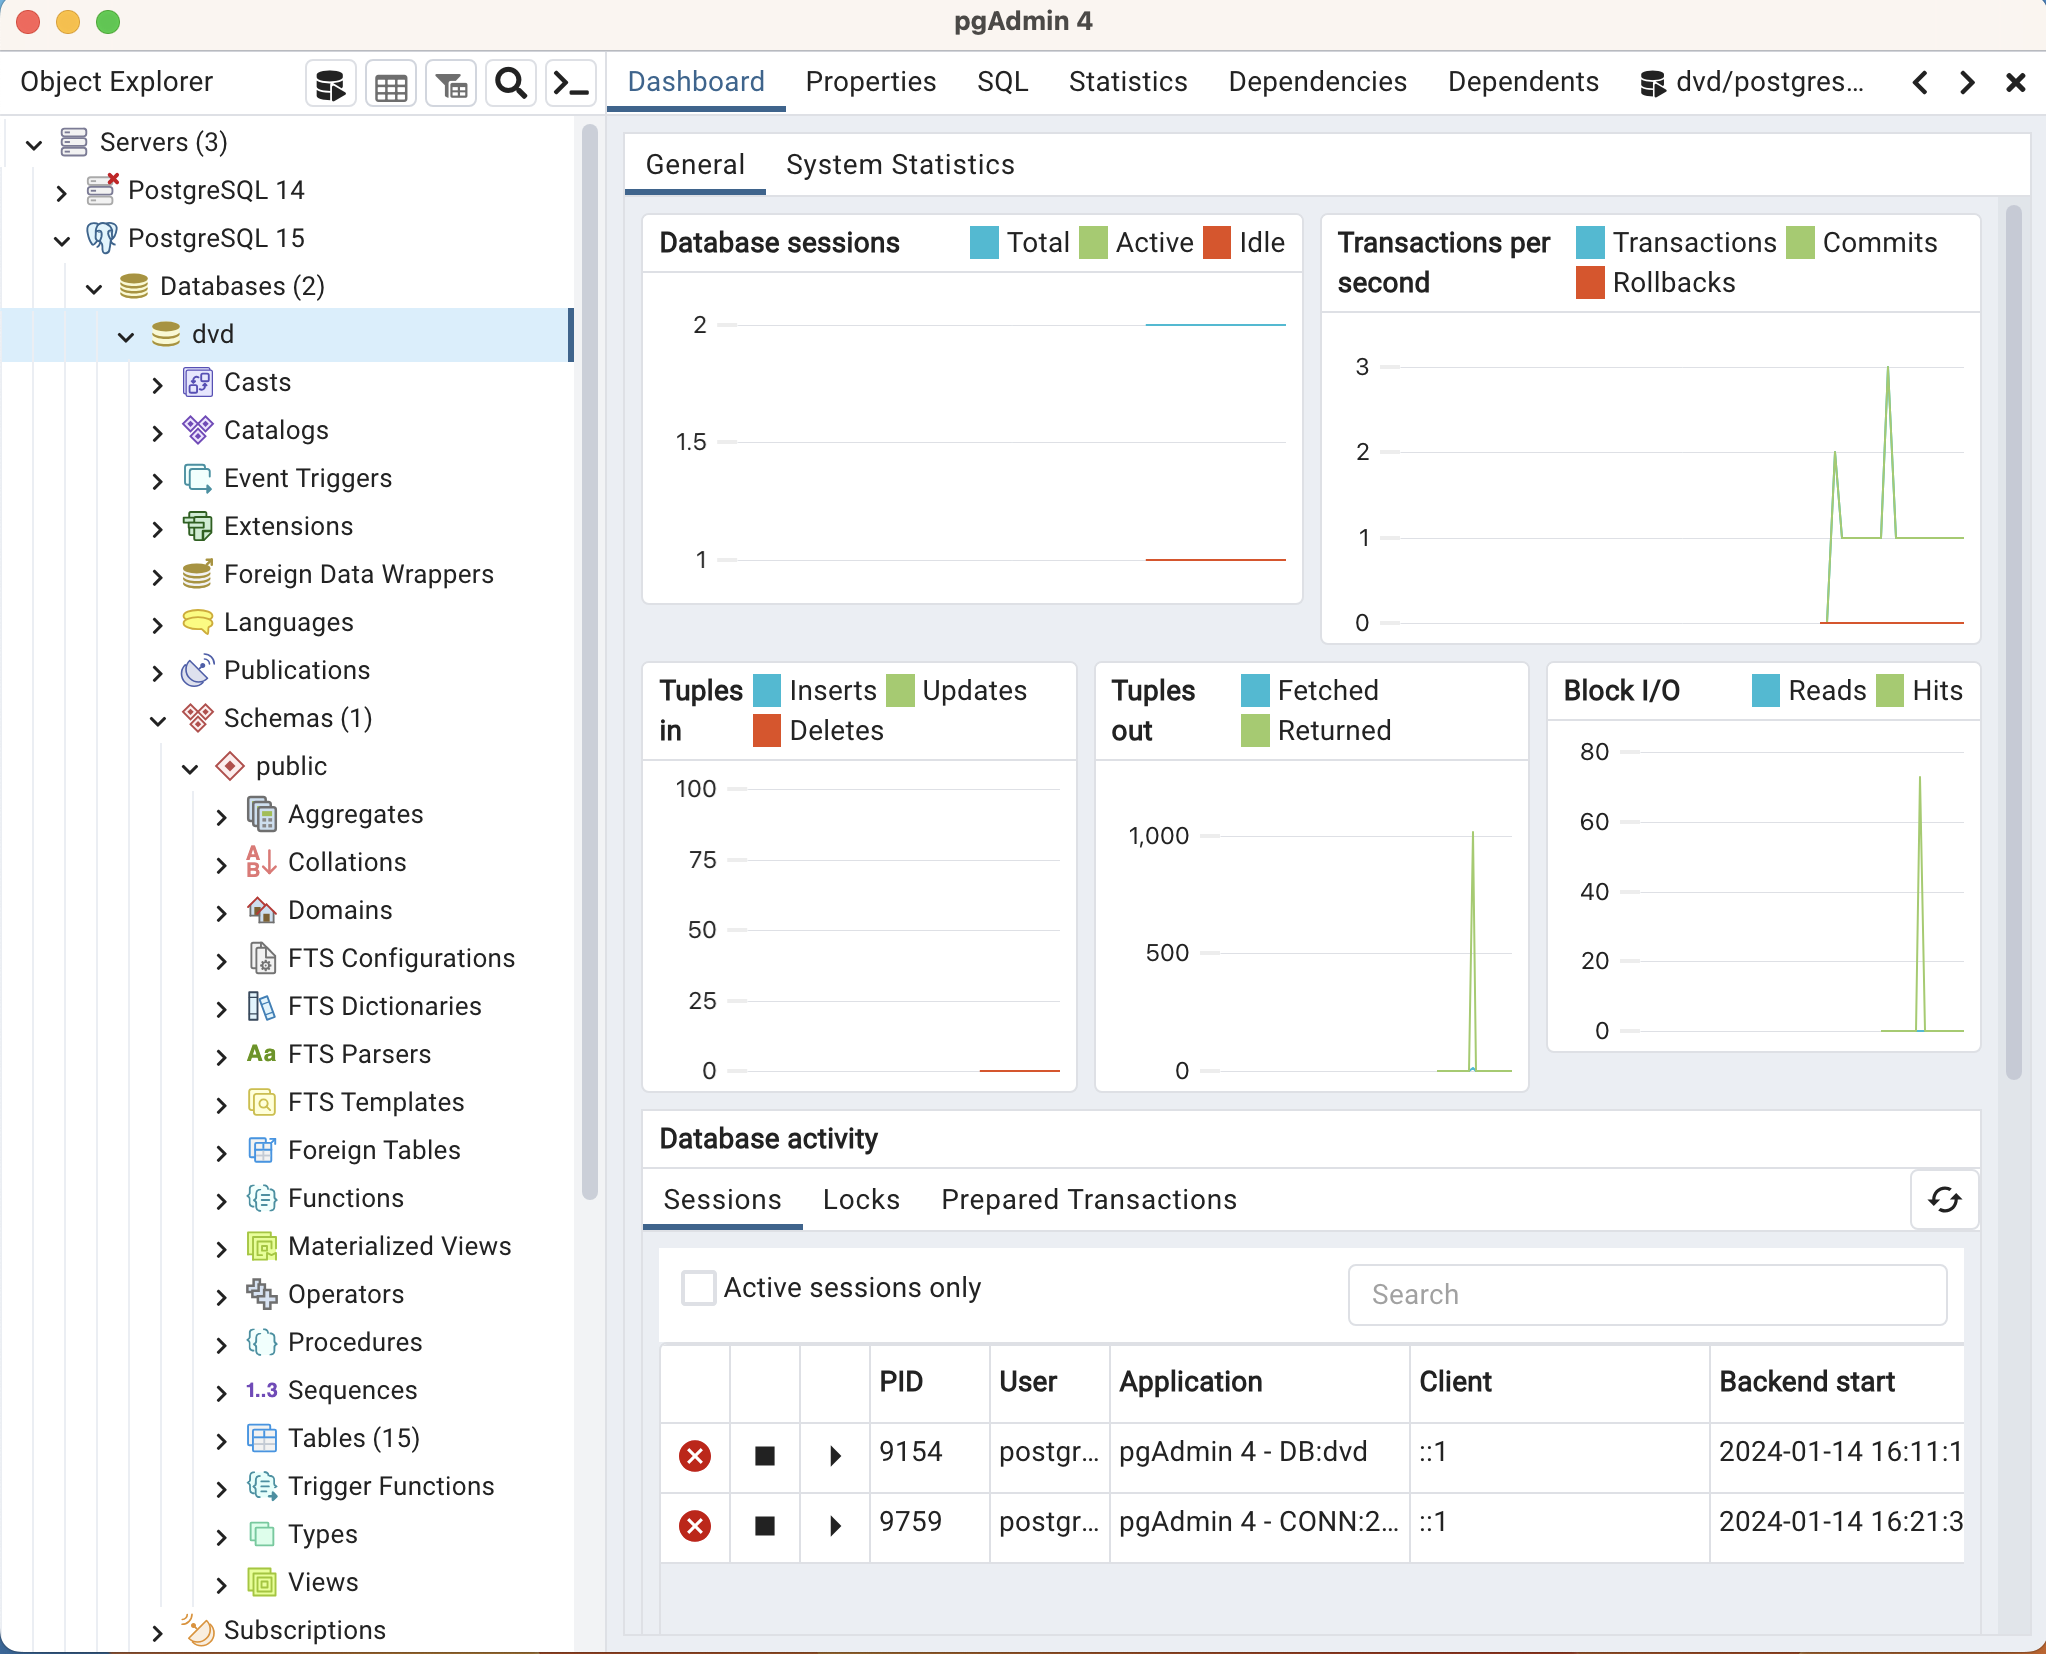 pgAdmin 4
Object Explorer
Dashboard Properties SQL Statistics Dependencies Dependents dvd/postgres...
Servers (3)
PostgreSQL 14
PostgreSQL 15
Databases (2)
dvd
Casts
Catalogs
Event Triggers
Extensions
Foreign Data Wrappers
Languages
Publications
Schemas (1)
public
Aggregates
Collations
Domains
FTS Configurations
FTS Dictionaries
Aa FTS Parsers
FTS Templates
Foreign Tables
Functions
Materialized Views
Operators
Procedures
1..3 Sequences
Tables (15)
Trigger Functions
Types
Views
Subscriptions
General System Statistics
Database sessions Total Active Idle
2
1.5
1
Transactions per second Transactions Commits Rollbacks
3
2
1
0
Tuples in Inserts Updates Deletes
100
75
50
25
0
Tuples out Fetched Returned
1,000
500
0
Block I/O Reads Hits
80
60
40
20
0
Database activity
Sessions Locks Prepared Transactions
Active sessions only Search
PID User Application Client Backend start
9154 postgr... pgAdmin 4 - DB:dvd ::1 2024-01-14 16:11:1
9759 postgr... pgAdmin 4 - CONN:2... ::1 2024-01-14 16:21:3